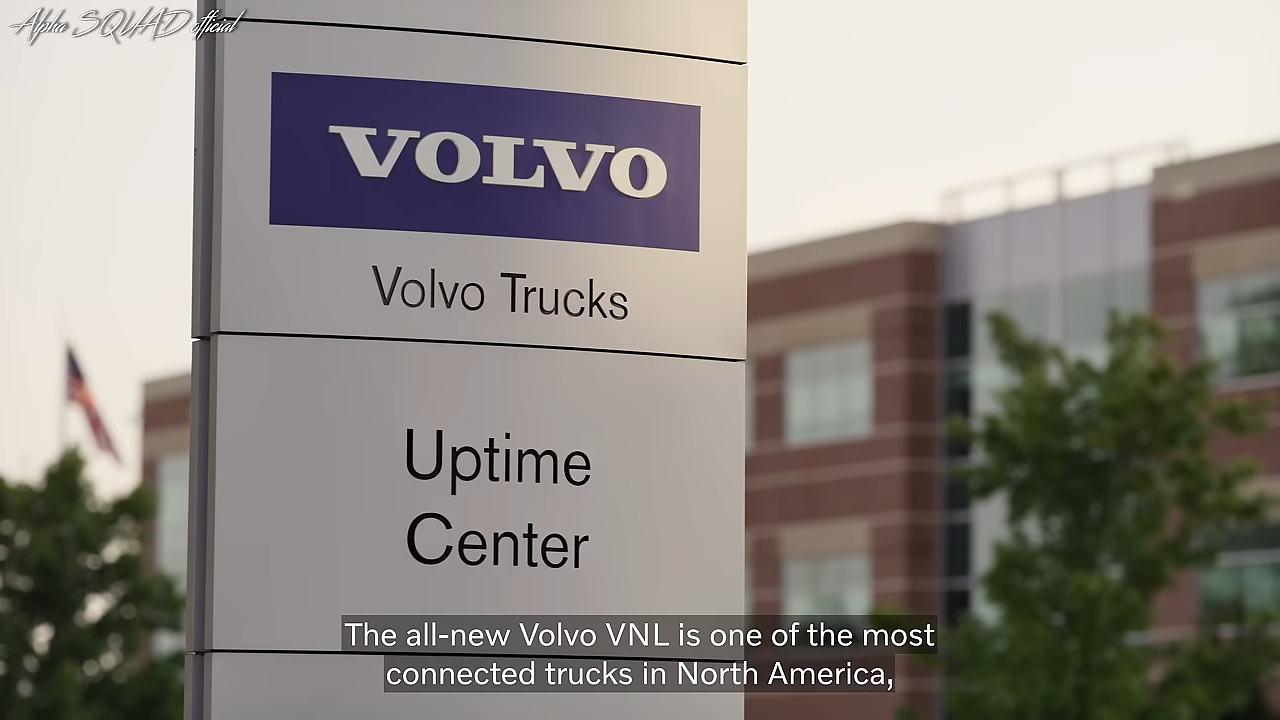 Alpha SQUAD official
VOLVO
Volvo Trucks
Uptime
Center
The all-new Volvo VNL is one of the most
connected trucks in North America,